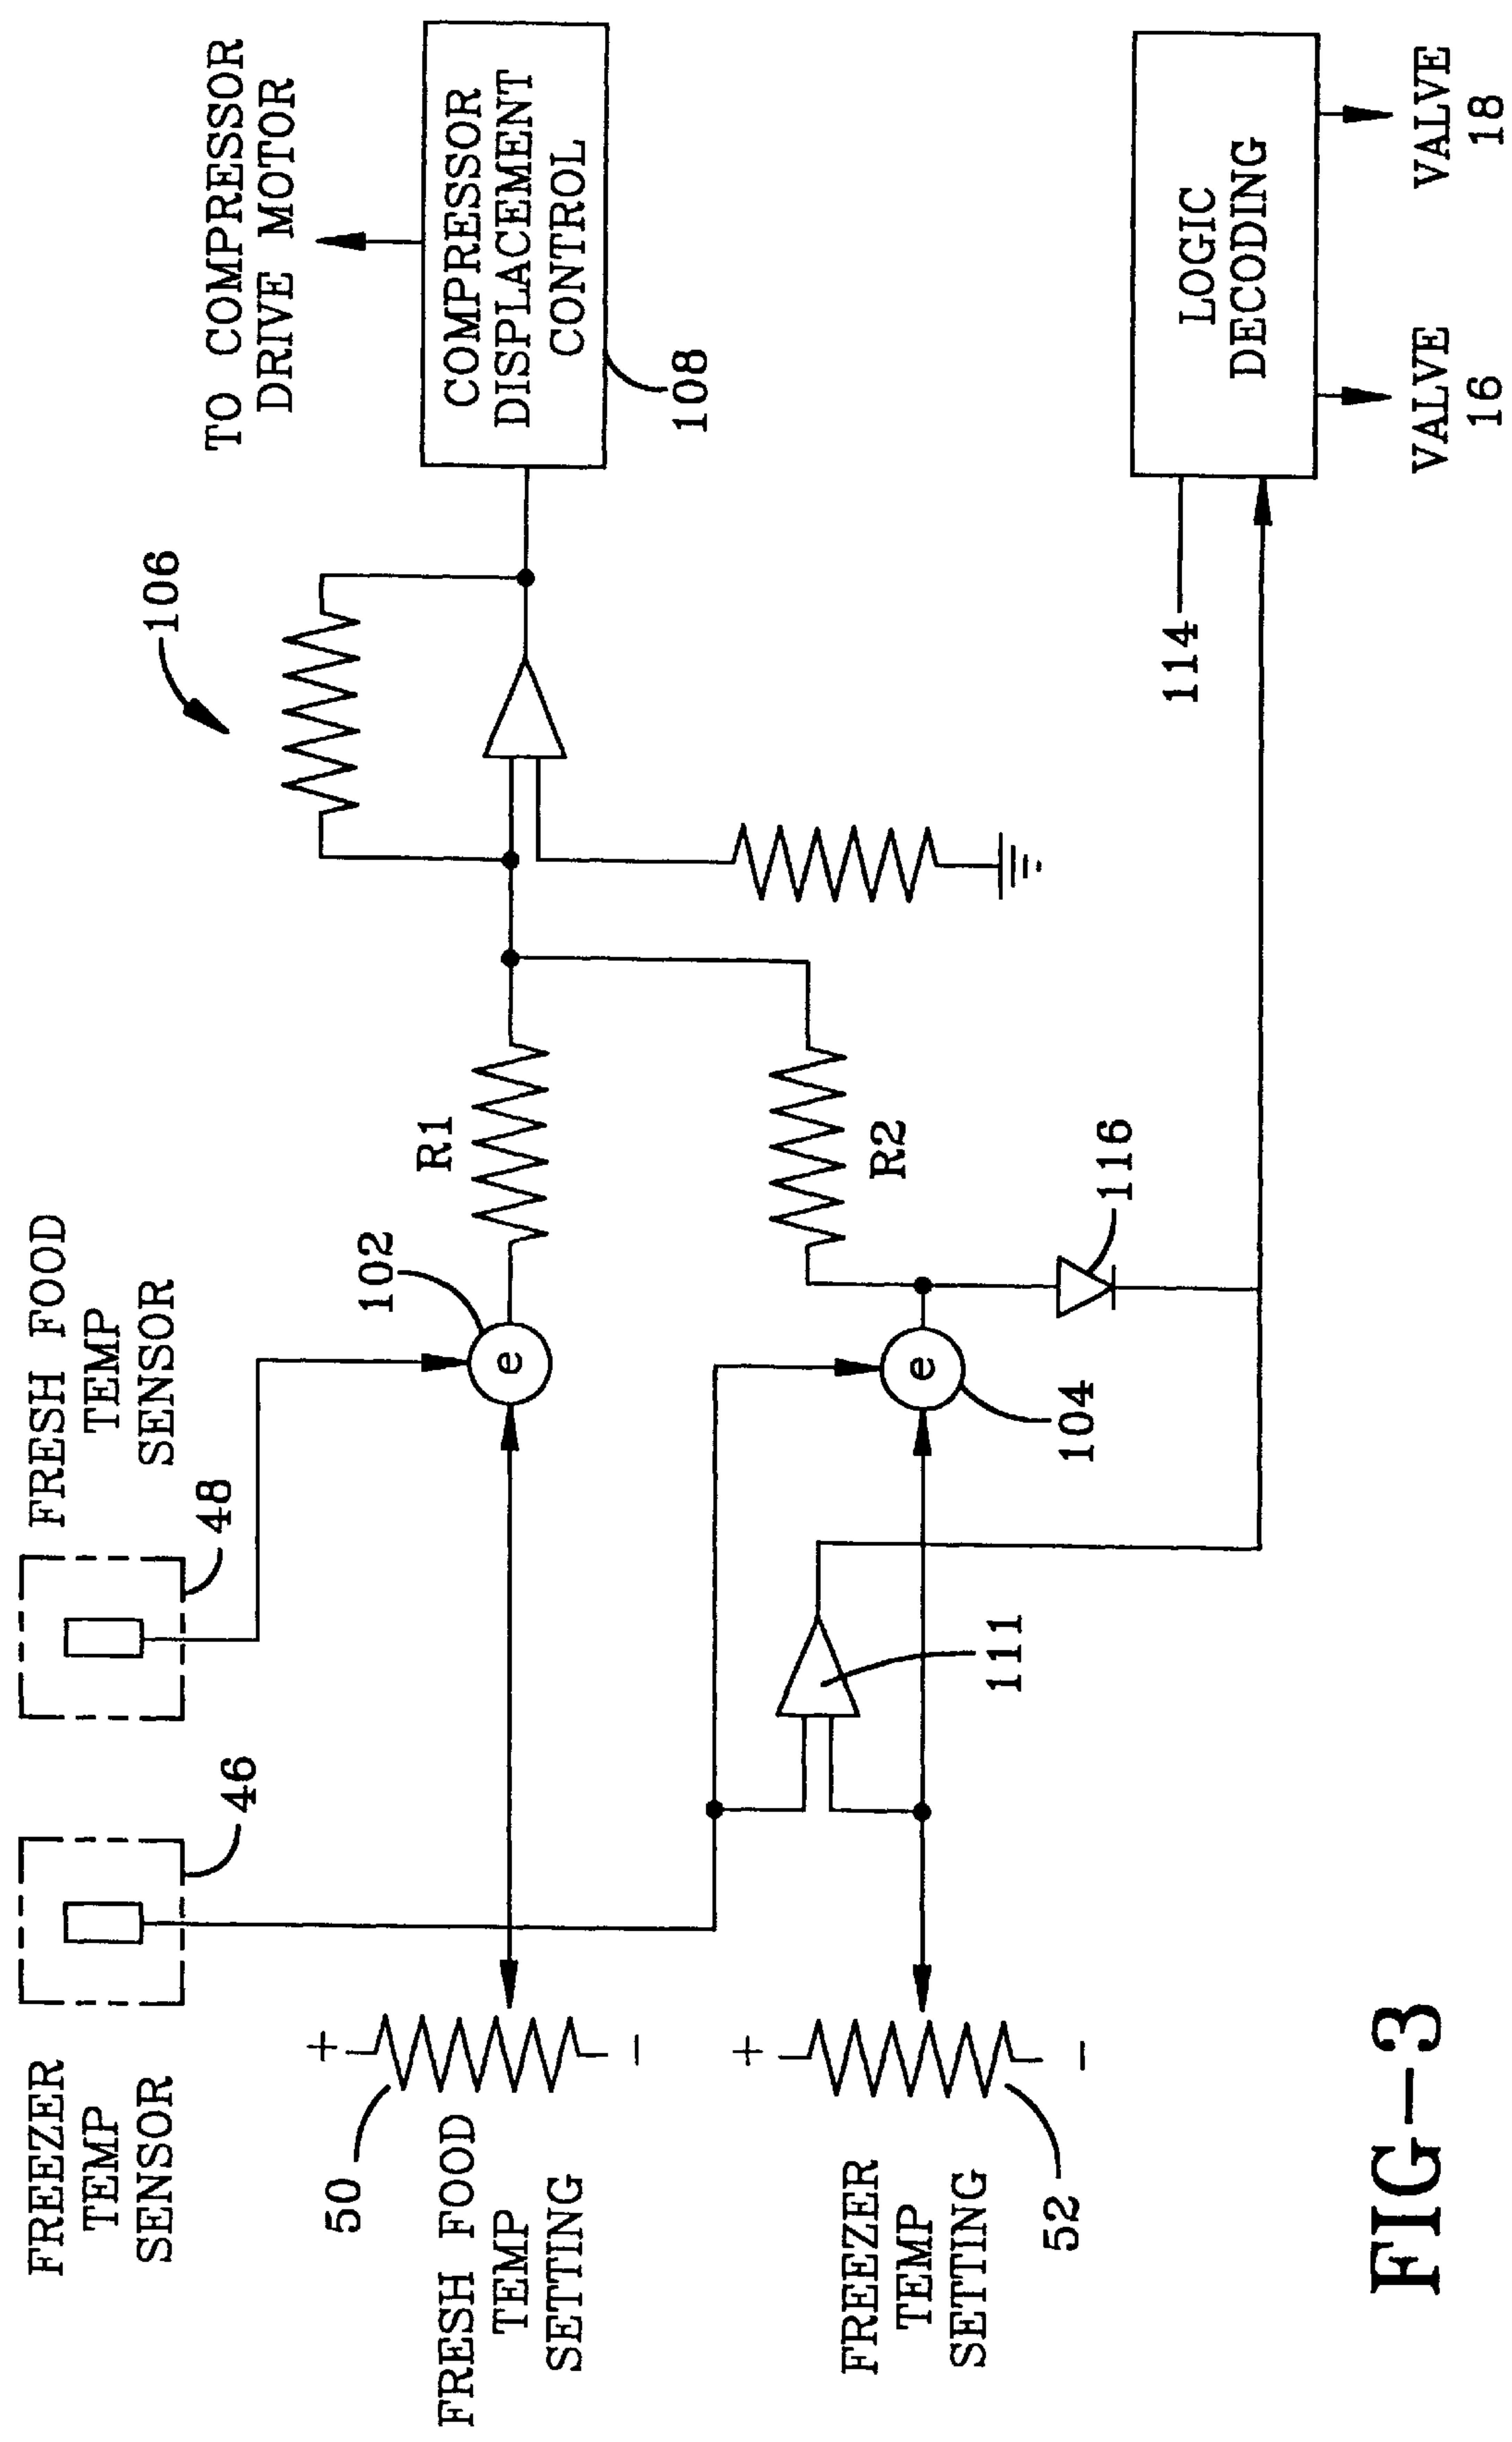 FREEZER
TEMP
SENSOR
46
FRESH FOOD
TEMP
SENSOR
48
TO COMPRESSOR
DRIVE MOTOR
106
COMPRESSOR
DISPLACEMENT
CONTROL
108
50
+
-
FRESH FOOD
TEMP
SETTING
e
102
R1
R2
FREEZER
TEMP
SETTING
+
-
52
111
e
104
116
114
LOGIC
DECODING
VALVE
16
VALVE
18
FIG-3